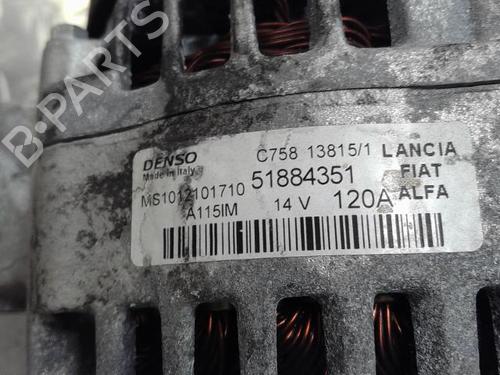 B-PARTS
DENSO
Made in Italy
C758 13815/1
LANCIA
MS1012101710
51884351
FIAT
A115IM
14 V
120A
ALFA